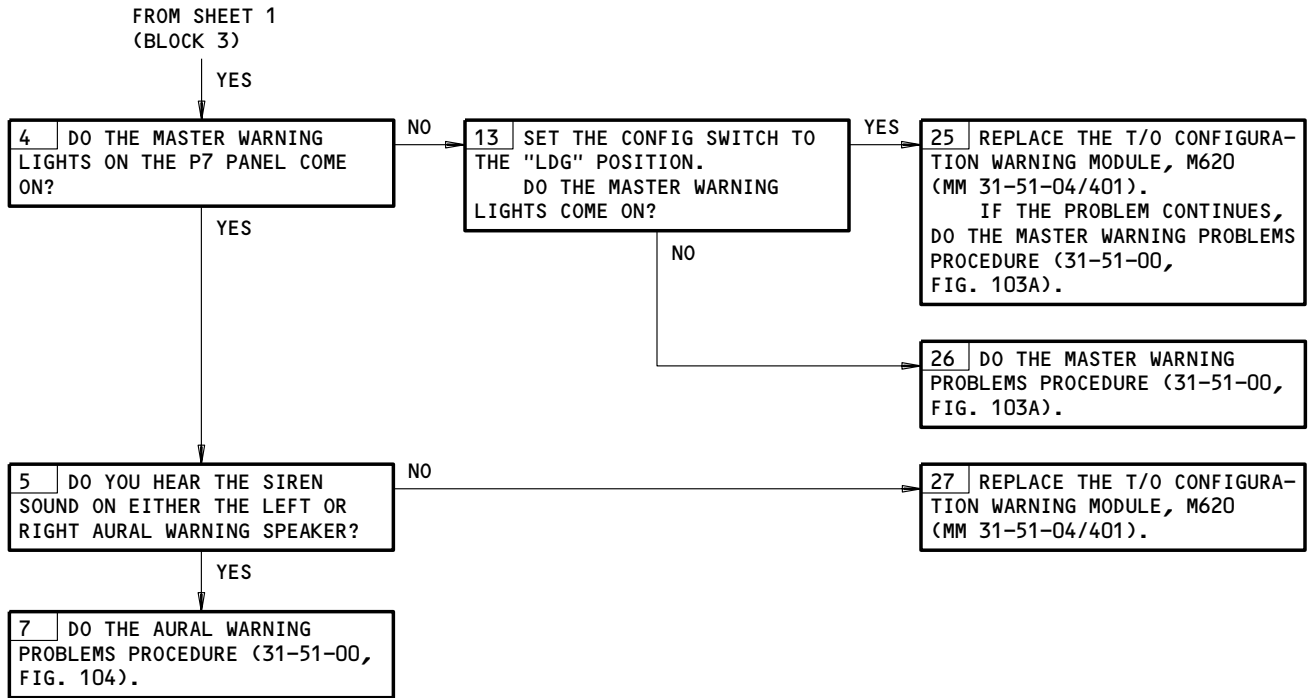 FROM SHEET 1
(BLOCK 3)
YES
4 DO THE MASTER WARNING
LIGHTS ON THE P7 PANEL COME
ON?
NO
13 SET THE CONFIG SWITCH TO
THE "LDG" POSITION.
DO THE MASTER WARNING
LIGHTS COME ON?
YES
25 REPLACE THE T/O CONFIGURA-
TION WARNING MODULE, M620
(MM 31-51-04/401).
IF THE PROBLEM CONTINUES,
DO THE MASTER WARNING PROBLEMS
PROCEDURE (31-51-00,
FIG. 103A).
YES
NO
26 DO THE MASTER WARNING
PROBLEMS PROCEDURE (31-51-00,
FIG. 103A).
5 DO YOU HEAR THE SIREN
SOUND ON EITHER THE LEFT OR
RIGHT AURAL WARNING SPEAKER?
NO
27 REPLACE THE T/O CONFIGURA-
TION WARNING MODULE, M620
(MM 31-51-04/401).
YES
7 DO THE AURAL WARNING
PROBLEMS PROCEDURE (31-51-00,
FIG. 104).